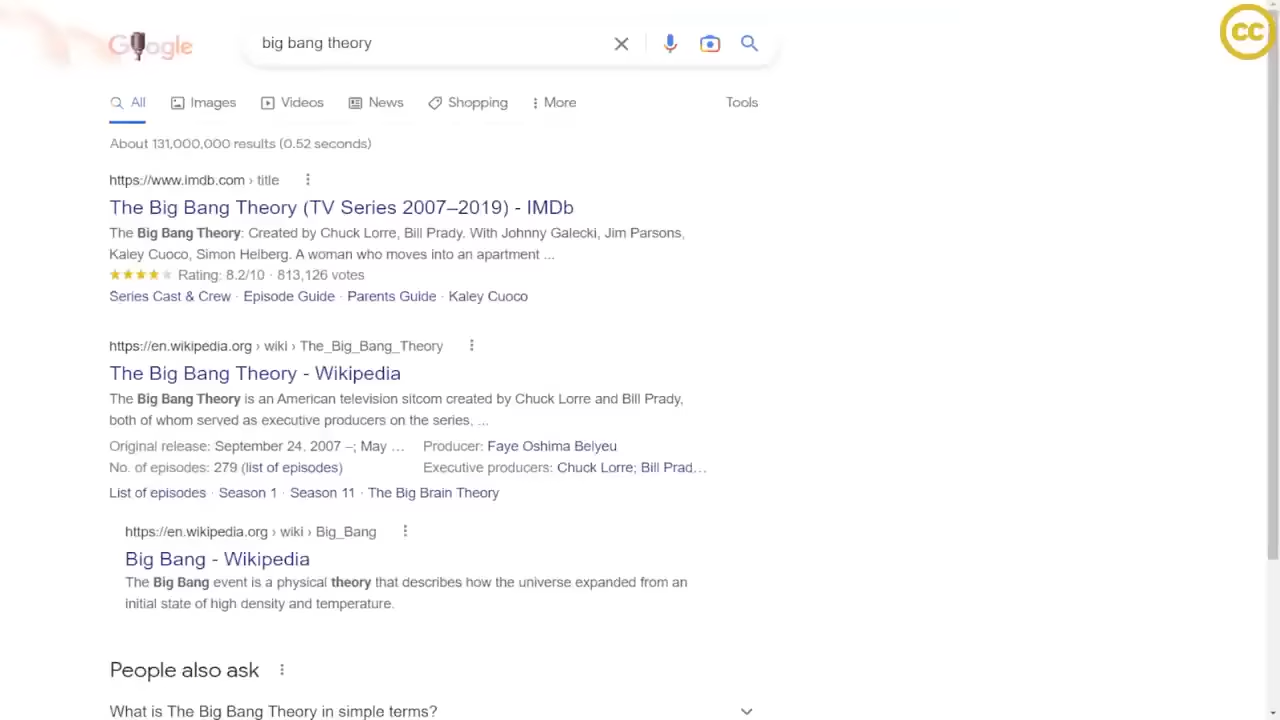 Google
big bang theory
CC
All Images Videos News Shopping More Tools
About 131,000,000 results (0.52 seconds)
https://www.imdb.com › title
The Big Bang Theory (TV Series 2007–2019) - IMDb
The Big Bang Theory: Created by Chuck Lorre, Bill Prady. With Johnny Galecki, Jim Parsons,
Kaley Cuoco, Simon Helberg. A woman who moves into an apartment ...
Rating: 8.2/10 · 813,126 votes
Series Cast & Crew · Episode Guide · Parents Guide · Kaley Cuoco
https://en.wikipedia.org › wiki › The_Big_Bang_Theory
The Big Bang Theory - Wikipedia
The Big Bang Theory is an American television sitcom created by Chuck Lorre and Bill Prady,
both of whom served as executive producers on the series, ...
Original release: September 24, 2007 –; May ... Producer: Faye Oshima Belyeu
No. of episodes: 279 (list of episodes) Executive producers: Chuck Lorre; Bill Prad...
List of episodes · Season 1 · Season 11 · The Big Brain Theory
https://en.wikipedia.org › wiki › Big_Bang
Big Bang - Wikipedia
The Big Bang event is a physical theory that describes how the universe expanded from an
initial state of high density and temperature.
People also ask
What is The Big Bang Theory in simple terms?